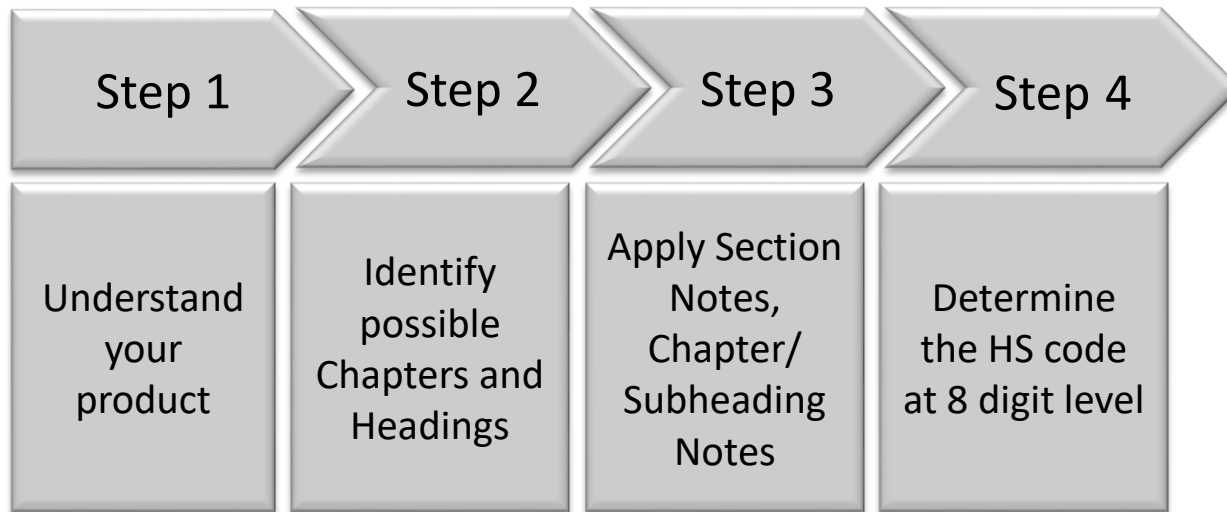 Step 1
Step 2
Step 3
Step 4
Understand
your
product
Identify
possible
Chapters and
Headings
Apply Section
Notes,
Chapter/
Subheading
Notes
Determine
the HS code
at 8 digit level